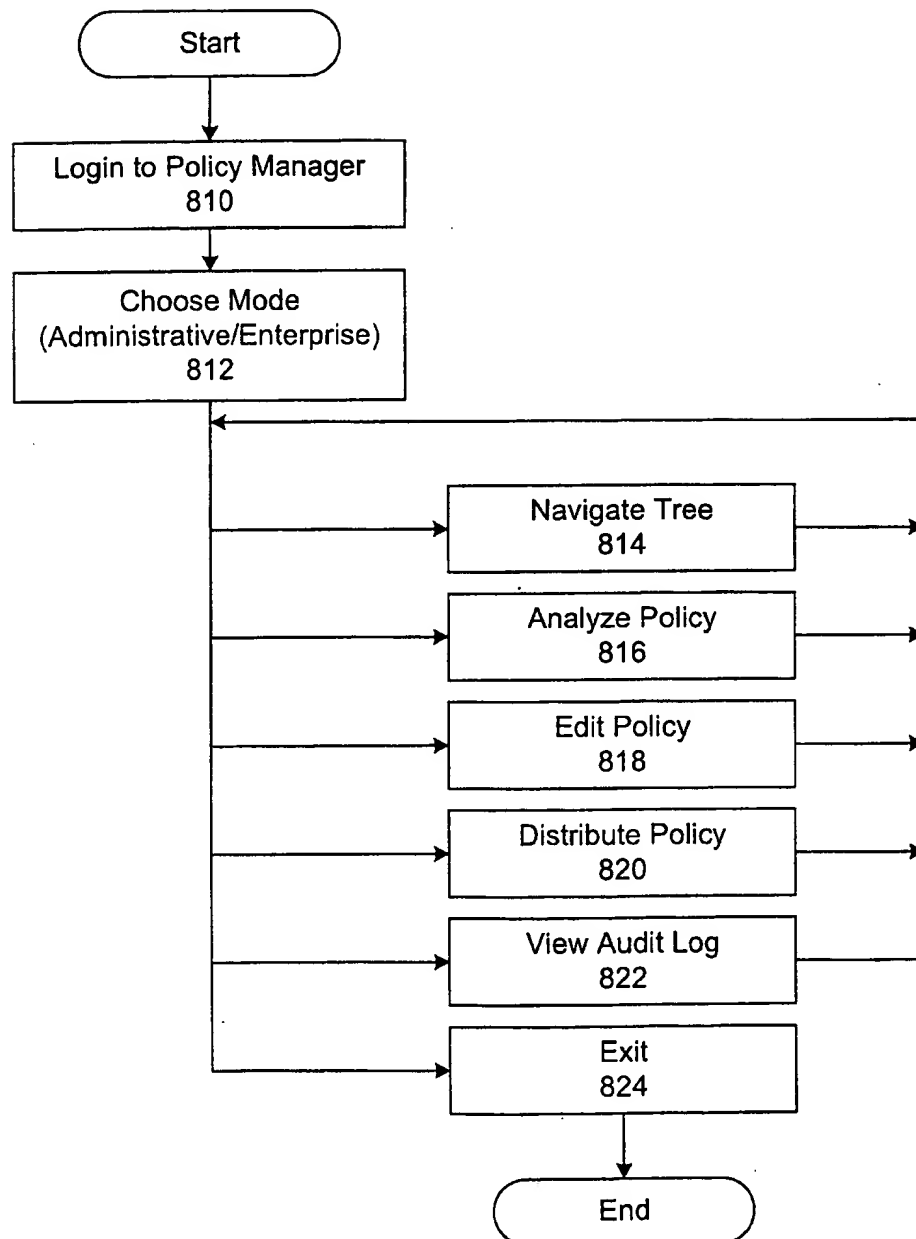 Start
Login to Policy Manager
810
Choose Mode
(Administrative/Enterprise)
812
Navigate Tree
814
Analyze Policy
816
Edit Policy
818
Distribute Policy
820
View Audit Log
822
Exit
824
End